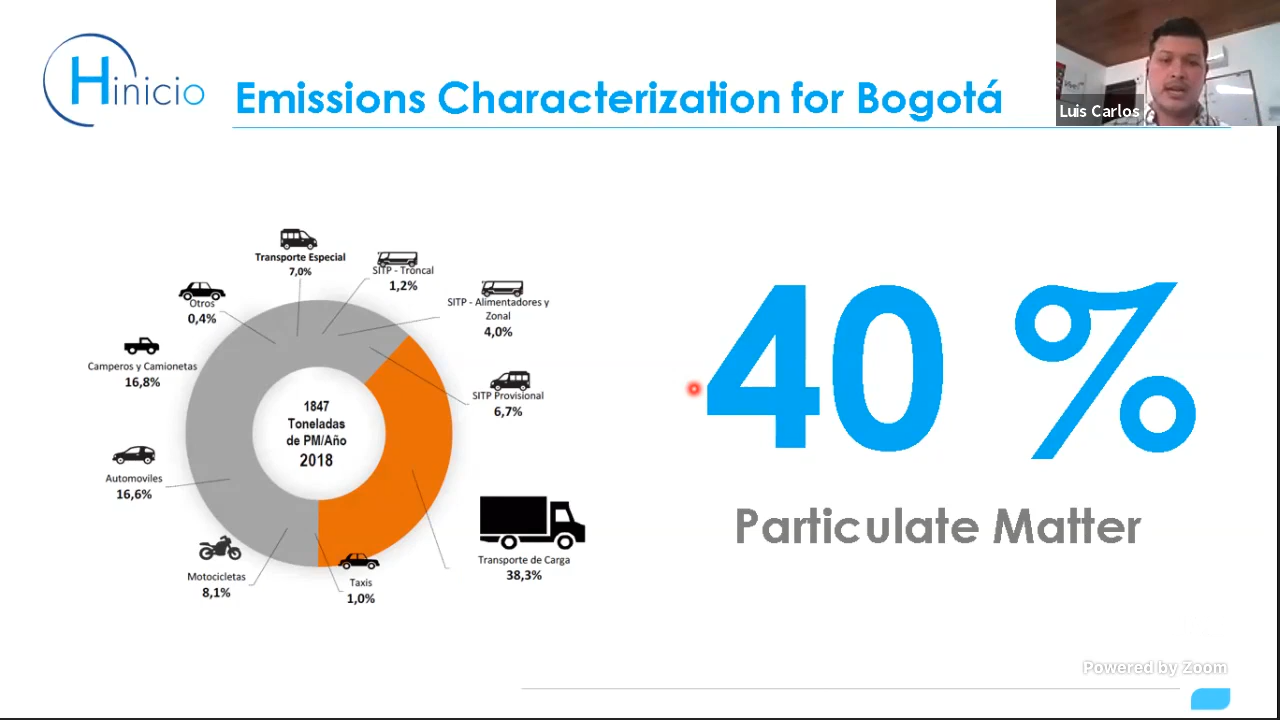 Hinicio
Emissions Characterization for Bogotá
Luis Carlos
Transporte Especial
7,0%
SITP - Troncal
1,2%
SITP - Alimentadores y
Zonal
4,0%
Otros
0,4%
Camperos y Camionetas
16,8%
SITP Provisional
6,7%
1847
Toneladas
de PM/Año
2018
Automoviles
16,6%
Transporte de Carga
38,3%
Motocicletas
8,1%
Taxis
1,0%
40 %
Particulate Matter
Powered by Zoom